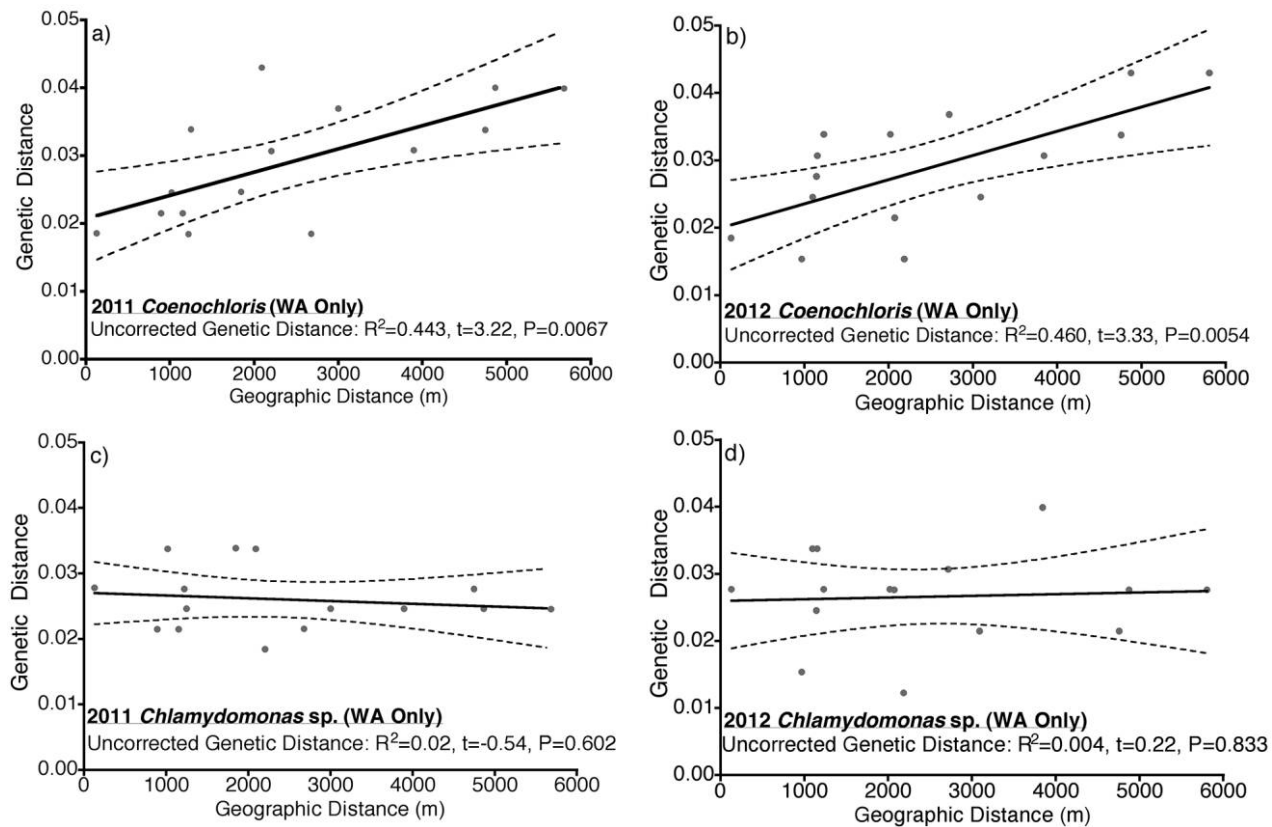 a)
0.05
0.04
0.03
0.02
0.01
0.00
Genetic Distance
2011 Coenochloris (WA Only)
Uncorrected Genetic Distance: R²=0.443, t=3.22, P=0.0067
0 1000 2000 3000 4000 5000 6000
Geographic Distance (m)
b)
0.05
0.04
0.03
0.02
0.01
0.00
Genetic Distance
2012 Coenochloris (WA Only)
Uncorrected Genetic Distance: R²=0.460, t=3.33, P=0.0054
0 1000 2000 3000 4000 5000 6000
Geographic Distance (m)
c)
0.05
0.04
0.03
0.02
0.01
0.00
Genetic Distance
2011 Chlamydomonas sp. (WA Only)
Uncorrected Genetic Distance: R²=0.02, t=-0.54, P=0.602
0 1000 2000 3000 4000 5000 6000
Geographic Distance (m)
d)
0.05
0.04
0.03
0.02
0.01
0.00
Genetic Distance
2012 Chlamydomonas sp. (WA Only)
Uncorrected Genetic Distance: R²=0.004, t=0.22, P=0.833
0 1000 2000 3000 4000 5000 6000
Geographic Distance (m)